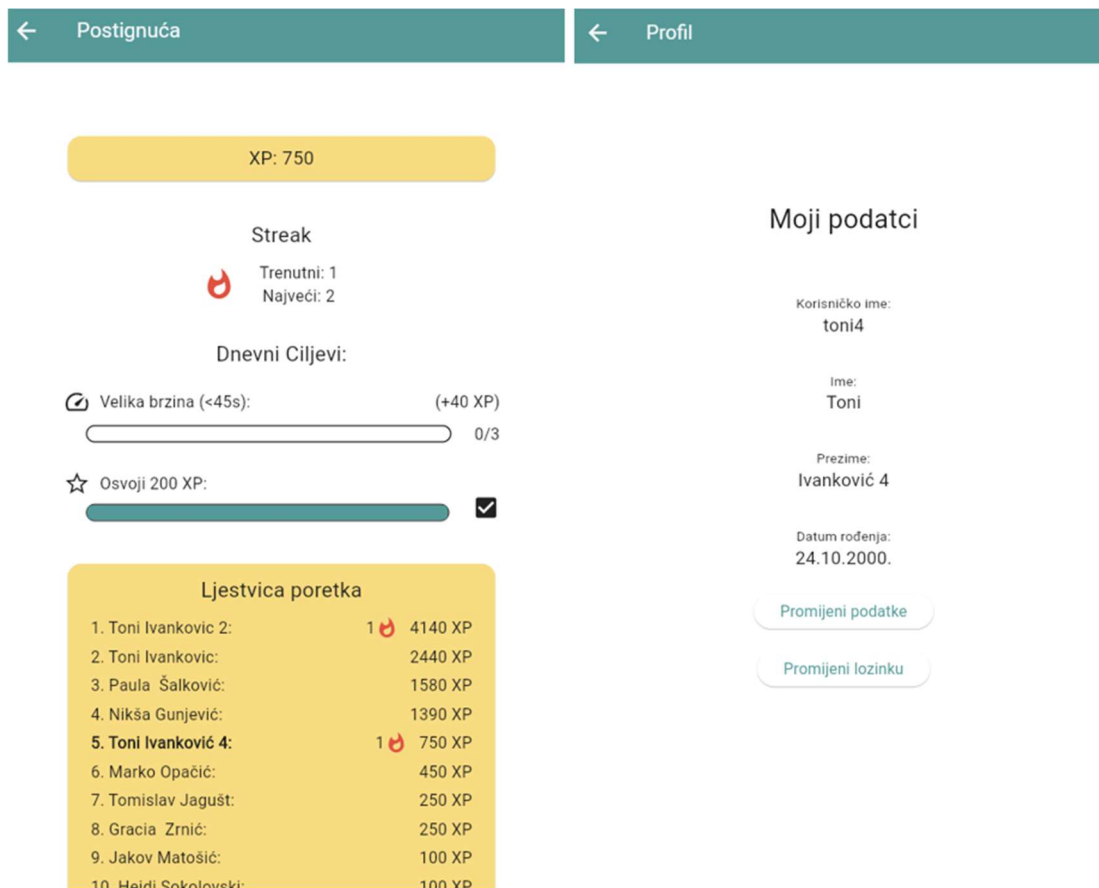 Postignuća
XP: 750
Streak
Trenutni: 1
Najveći: 2
Dnevni Ciljevi:
Velika brzina (<45s): (+40 XP)
0/3
Osvoji 200 XP:
Ljestvica poretka
1. Toni Ivankovic 2: 1 4140 XP
2. Toni Ivankovic: 2440 XP
3. Paula Šalković: 1580 XP
4. Nikša Gunjević: 1390 XP
5. Toni Ivanković 4: 1 750 XP
6. Marko Opačić: 450 XP
7. Tomislav Jagušt: 250 XP
8. Gracia Zrnić: 250 XP
9. Jakov Matošić: 100 XP
10. Heidi Sokolovski: 100 XP
Profil
Moji podatci
Korisničko ime:
toni4
Ime:
Toni
Prezime:
Ivanković 4
Datum rođenja:
24.10.2000.
Promijeni podatke
Promijeni lozinku